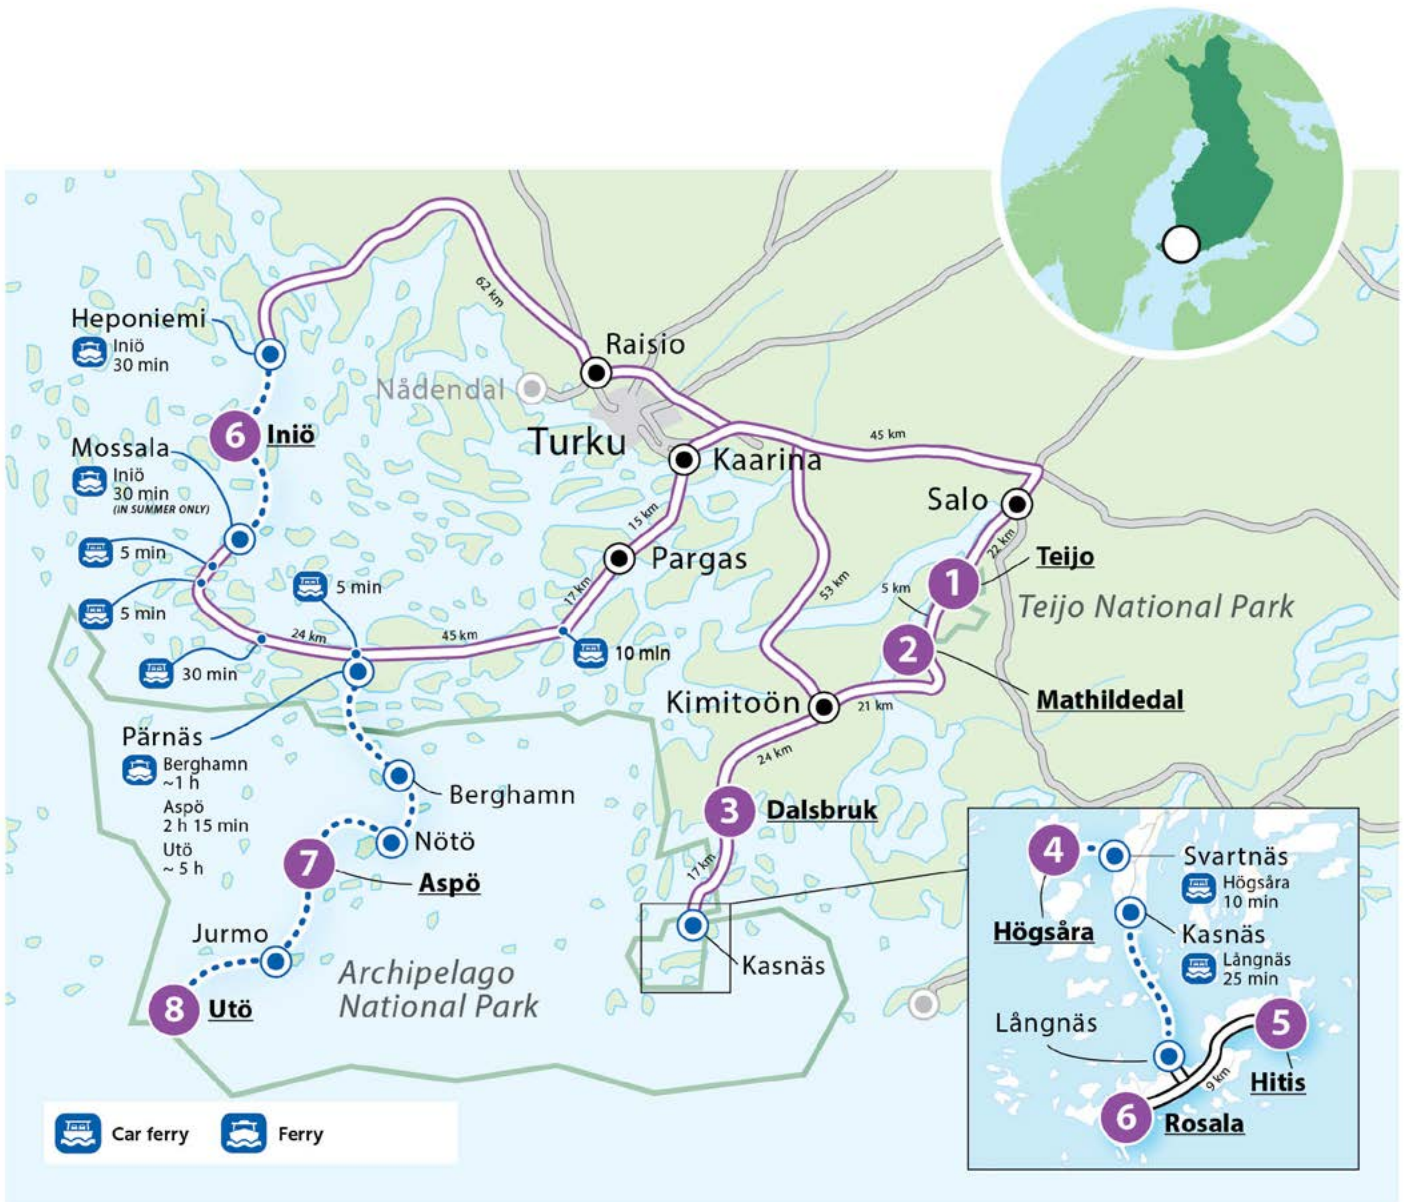 62 km
Heponiemi
Iniö
30 min
Raisio
Nådendal
6
Iniö
Turku
45 km
Mossala
Iniö
30 min
(IN SUMMER ONLY)
Kaarina
Salo
15 km
22 km
5 min
5 min
5 min
Pargas
17 km
53 km
1
Teijo
5 km
Teijo National Park
24 km
45 km
30 min
10 min
2
Mathildedal
Kimitoön
21 km
24 km
Pärnäs
Berghamn
~1 h
Aspö
2 h 15 min
Utö
~ 5 h
Berghamn
Nötö
7
Aspö
3
Dalsbruk
17 km
Jurmo
8
Utö
Archipelago
National Park
Kasnäs
4
Högsåra
Svartnäs
Högsåra
10 min
Kasnäs
Långnäs
25 min
Långnäs
5
Hitis
9 km
6
Rosala
Car ferry
Ferry